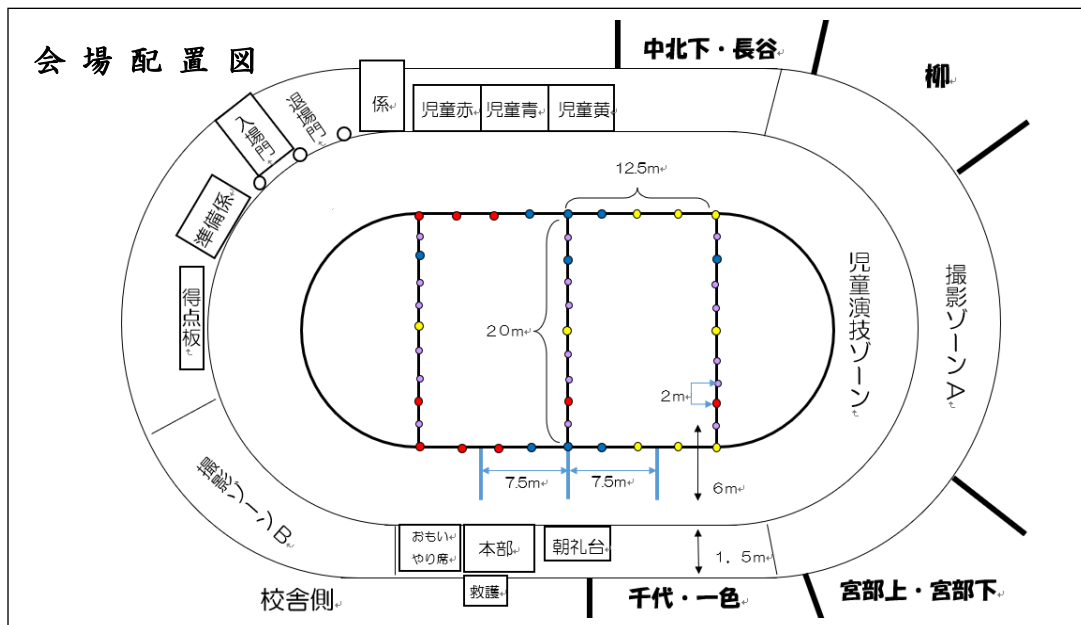 会場配置図
中北下・長谷
柳
係
児童赤
児童青
児童黄
退場門
入場門
準備係
得点板
12.5m
20m
2m
児童演技ゾーン
撮影ゾーンA
撮影ゾーンB
7.5m
7.5m
6m
おもい
やり席
本部
朝礼台
1.5m
救護
校舎側
千代・一色
宮部上・宮部下